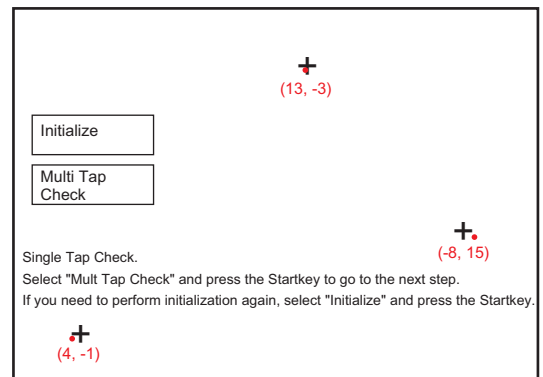 (13, -3)
Initialize
Multi Tap
Check
(-8, 15)
Single Tap Check.
Select "Mult Tap Check" and press the Startkey to go to the next step.
If you need to perform initialization again, select "Initialize" and press the Startkey.
(4, -1)